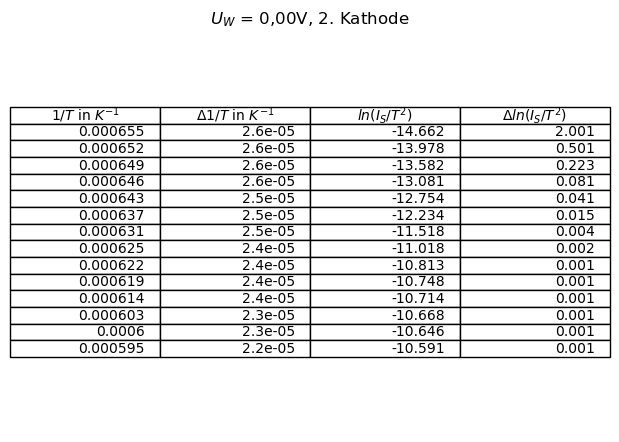 U_W = 0,00V, 2. Kathode
1/T in K⁻¹ Δ1/T in K⁻¹ ln(I_S/T²) Δln(I_S/T²)
0.000655 2.6e-05 -14.662 2.001
0.000652 2.6e-05 -13.978 0.501
0.000649 2.6e-05 -13.582 0.223
0.000646 2.6e-05 -13.081 0.081
0.000643 2.5e-05 -12.754 0.041
0.000637 2.5e-05 -12.234 0.015
0.000631 2.5e-05 -11.518 0.004
0.000625 2.4e-05 -11.018 0.002
0.000622 2.4e-05 -10.813 0.001
0.000619 2.4e-05 -10.748 0.001
0.000614 2.4e-05 -10.714 0.001
0.000603 2.3e-05 -10.668 0.001
0.0006 2.3e-05 -10.646 0.001
0.000595 2.2e-05 -10.591 0.001